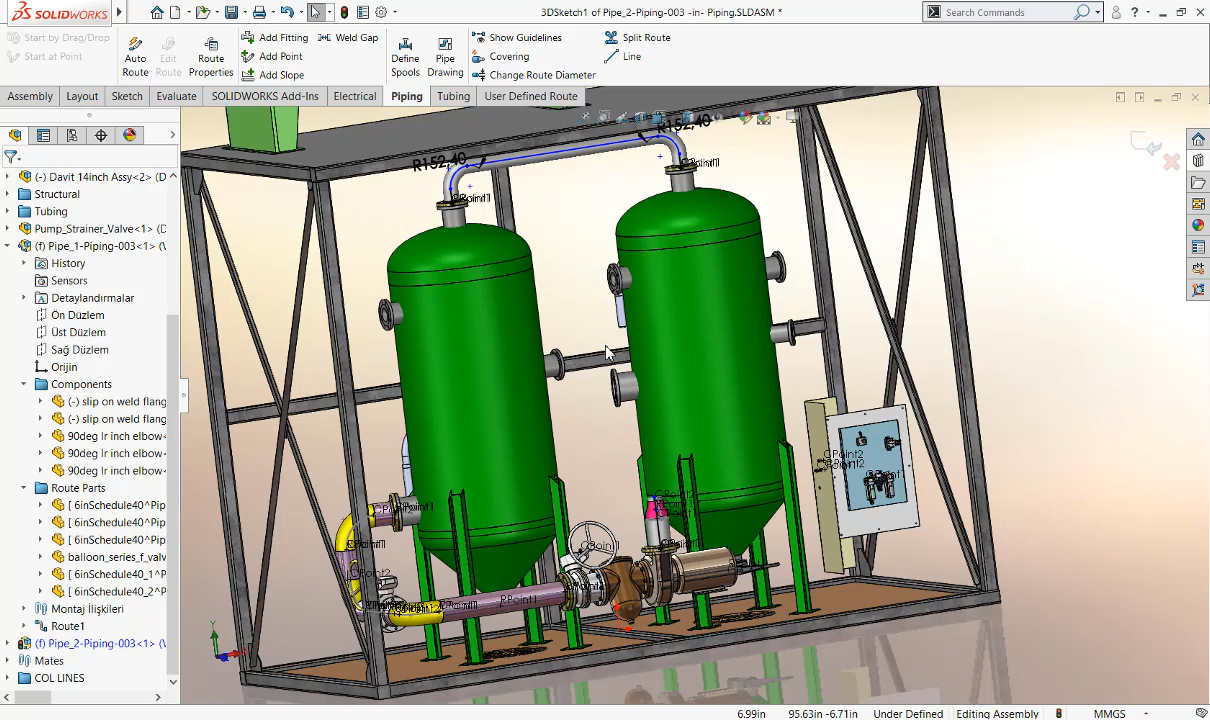 SOLIDWORKS
3DSketch1 of Pipe_2-Piping-003 -in- Piping.SLDASM *
Search Commands
Start by Drag/Drop
Start at Point
Auto Route
Edit Route
Route Properties
Add Fitting
Weld Gap
Add Point
Add Slope
Define Spools
Pipe Drawing
Show Guidelines
Split Route
Covering
Line
Change Route Diameter
Assembly
Layout
Sketch
Evaluate
SOLIDWORKS Add-Ins
Electrical
Piping
Tubing
User Defined Route
(-) Davit 14inch Assy<2> (D
Structural
Tubing
Pump_Strainer_Valve<1> (D
(f) Pipe_1-Piping-003<1> (V
History
Sensors
Detaylandırmalar
Ön Düzlem
Üst Düzlem
Sağ Düzlem
Orijin
Components
(-) slip on weld flang
(-) slip on weld flang
90deg lr inch elbow<
90deg lr inch elbow<
90deg lr inch elbow<
Route Parts
[ 6inSchedule40^Pip
[ 6inSchedule40^Pip
[ 6inSchedule40^Pip
balloon_series_f_valv
[ 6inSchedule40_1^P
[ 6inSchedule40_2^P
Montaj İlişkileri
Route1
(f) Pipe_2-Piping-003<1> (V
Mates
COL LINES
R152,40
R152,40
CPoint2
CPoint1
RPoint1
6.99in
95.63in -6.71in
Under Defined
Editing Assembly
MMGS